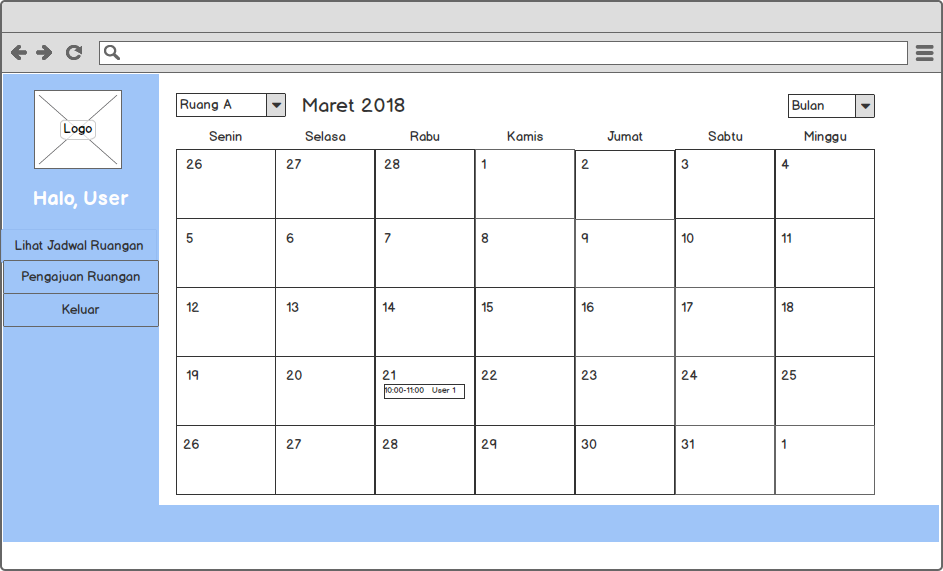 Logo
Halo, User
Lihat Jadwal Ruangan
Pengajuan Ruangan
Keluar
Ruang A Maret 2018 Bulan
Senin Selasa Rabu Kamis Jumat Sabtu Minggu
26 27 28 1 2 3 4
5 6 7 8 9 10 11
12 13 14 15 16 17 18
19 20 21 22 23 24 25
10:00-11:00 User 1
26 27 28 29 30 31 1